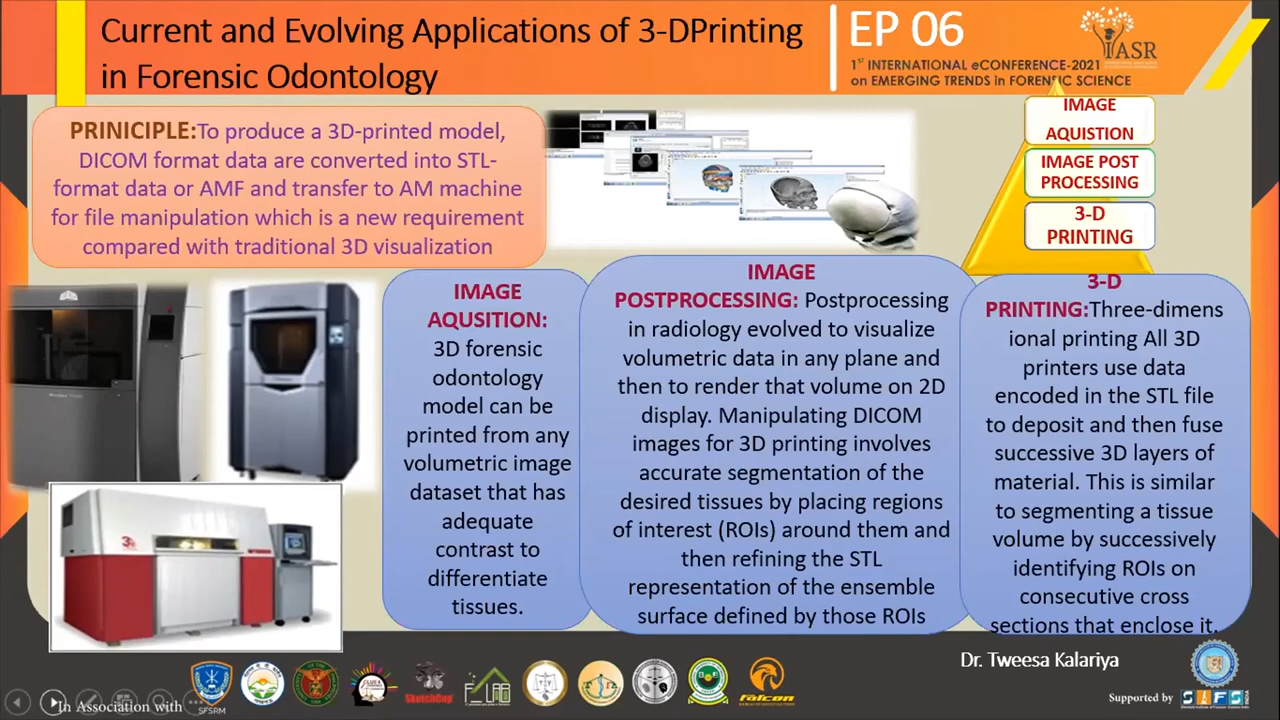 Current and Evolving Applications of 3-DPrinting
in Forensic Odontology
EP 06
IASR
1ST INTERNATIONAL eCONFERENCE-2021
on EMERGING TRENDS in FORENSIC SCIENCE
PRINICIPLE:To produce a 3D-printed model,
DICOM format data are converted into STL-
format data or AMF and transfer to AM machine
for file manipulation which is a new requirement
compared with traditional 3D visualization
IMAGE
AQUISTION
IMAGE POST
PROCESSING
3-D
PRINTING
IMAGE
AQUSITION:
3D forensic
odontology
model can be
printed from any
volumetric image
dataset that has
adequate
contrast to
differentiate
tissues.
IMAGE
POSTPROCESSING: Postprocessing
in radiology evolved to visualize
volumetric data in any plane and
then to render that volume on 2D
display. Manipulating DICOM
images for 3D printing involves
accurate segmentation of the
desired tissues by placing regions
of interest (ROIs) around them and
then refining the STL
representation of the ensemble
surface defined by those ROIs
3-D
PRINTING:Three-dimens
ional printing All 3D
printers use data
encoded in the STL file
to deposit and then fuse
successive 3D layers of
material. This is similar
to segmenting a tissue
volume by successively
identifying ROIs on
consecutive cross
sections that enclose it.
Dr. Tweesa Kalariya
In Association with
SFSRM
SketchCop
falcon
Supported by
SIFS